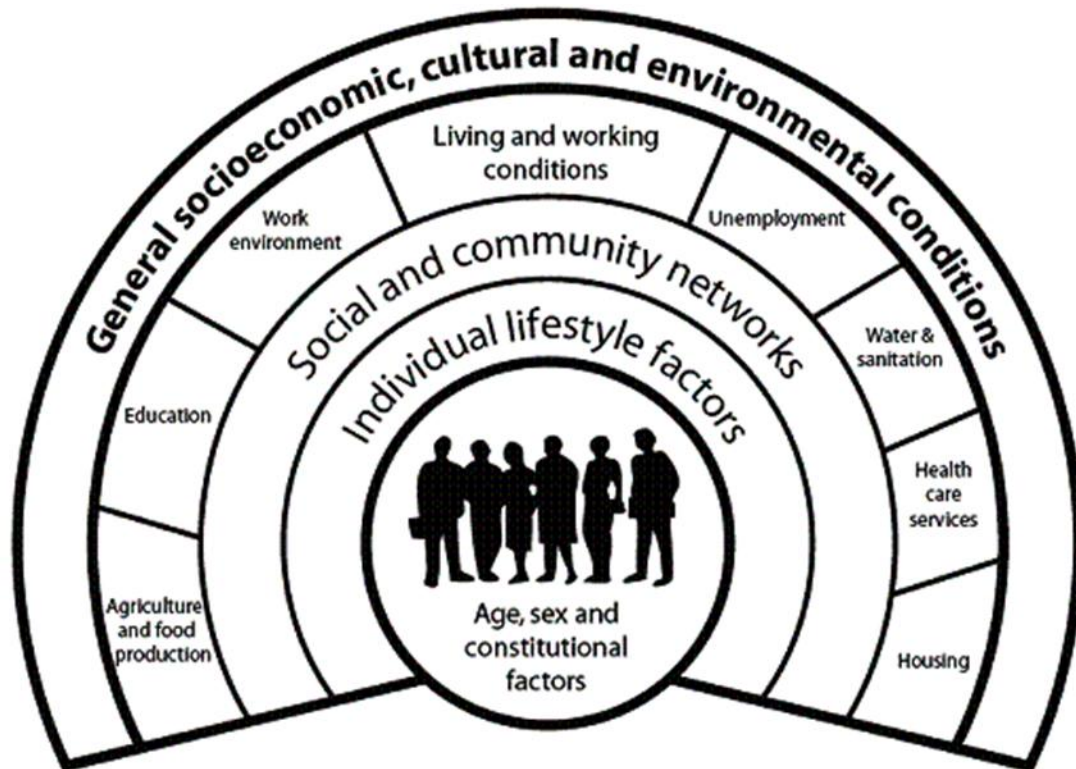 General socioeconomic, cultural and environmental conditions
Living and working
conditions
Work
environment
Unemployment
Education
Water &
sanitation
Agriculture
and food
production
Health
care
services
Housing
Social and community networks
Individual lifestyle factors
Age, sex and
constitutional
factors